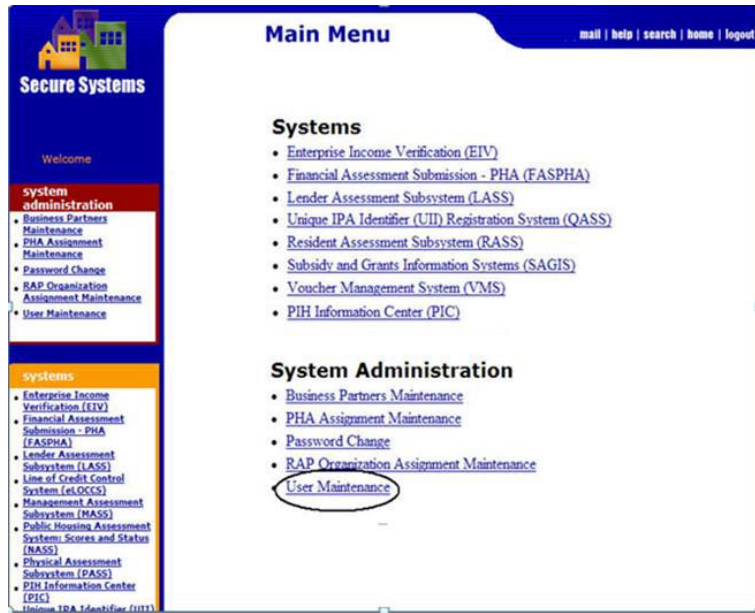 Main Menu
mail | help | search | home | logout
Secure Systems
Welcome
system
administration
Business Partners
Maintenance
PHA Assignment
Maintenance
Password Change
RAP Organization
Assignment Maintenance
User Maintenance
systems
Enterprise Income
Verification (EIV)
Financial Assessment
Submission - PHA
(FASPHA)
Lender Assessment
Subsystem (LASS)
Line of Credit Control
System (eLOCCS)
Management Assessment
Subsystem (MASS)
Public Housing Assessment
System: Scores and Status
(NASS)
Physical Assessment
Subsystem (PASS)
PIH Information Center
(PIC)
Unique IPA Identifier (UII)
Systems
Enterprise Income Verification (EIV)
Financial Assessment Submission - PHA (FASPHA)
Lender Assessment Subsystem (LASS)
Unique IPA Identifier (UII) Registration System (QASS)
Resident Assessment Subsystem (RASS)
Subsidy and Grants Information Systems (SAGIS)
Voucher Management System (VMS)
PIH Information Center (PIC)
System Administration
Business Partners Maintenance
PHA Assignment Maintenance
Password Change
RAP Organization Assignment Maintenance
User Maintenance